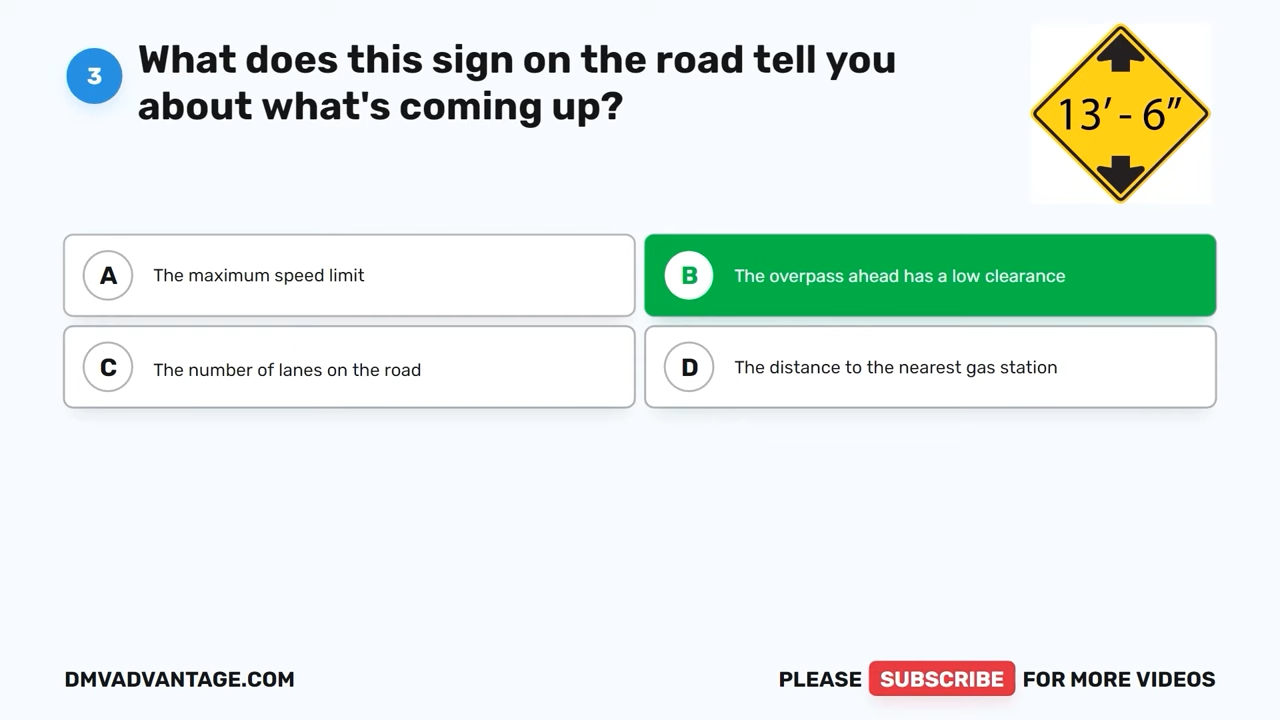 3
What does this sign on the road tell you
about what's coming up?
13’ - 6”
A
The maximum speed limit
B
The overpass ahead has a low clearance
C
The number of lanes on the road
D
The distance to the nearest gas station
DMVADVANTAGE.COM
PLEASE SUBSCRIBE FOR MORE VIDEOS